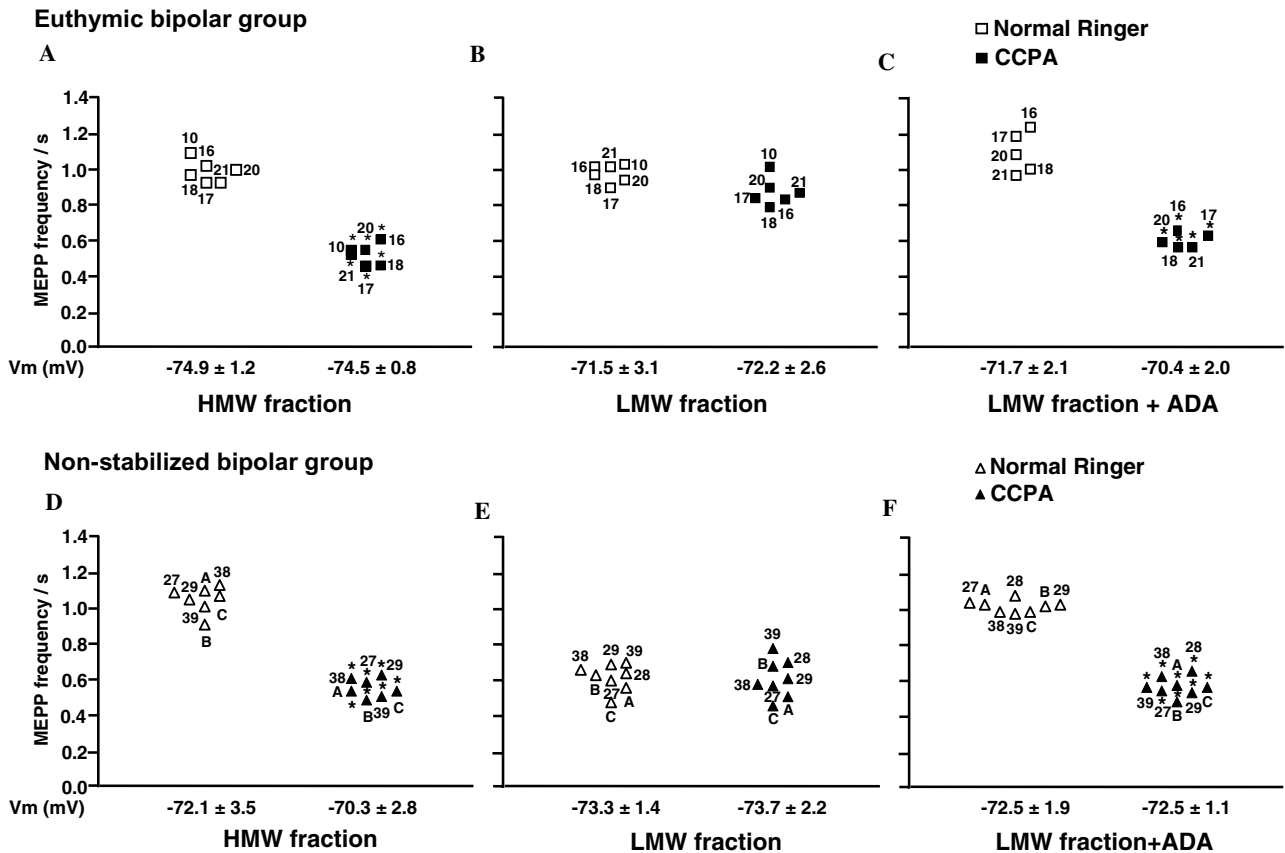 Euthymic bipolar group
Normal Ringer
CCPA
A
B
C
MEPP frequency / s
1.4
1.2
1.0
0.8
0.6
0.4
0.2
0.0
10
16
21
20
18
17
20 *
* *
10
16
*
* 18
21 *
17
21
16
10
18
20
17
10
20
21
17
16
18
16
17
20
21
18
16
20 *
17
* * * *
18
21
Vm (mV)
-74.9 ± 1.2
-74.5 ± 0.8
-71.5 ± 3.1
-72.2 ± 2.6
-71.7 ± 2.1
-70.4 ± 2.0
HMW fraction
LMW fraction
LMW fraction + ADA
Non-stabilized bipolar group
Normal Ringer
CCPA
D
E
F
MEPP frequency / s
1.4
1.2
1.0
0.8
0.6
0.4
0.2
0.0
27
29
A
38
39
C
B
* 27 * 29
38 * *
A * *
* B 39 C
38
29
39
28
B
27
A
C
39
B
28
38
29
27
A
C
27 A
28
B 29
38 39 C
38
28
* A *
* * * *
39 * *
27 B 29 C
Vm (mV)
-72.1 ± 3.5
-70.3 ± 2.8
-73.3 ± 1.4
-73.7 ± 2.2
-72.5 ± 1.9
-72.5 ± 1.1
HMW fraction
LMW fraction
LMW fraction+ADA